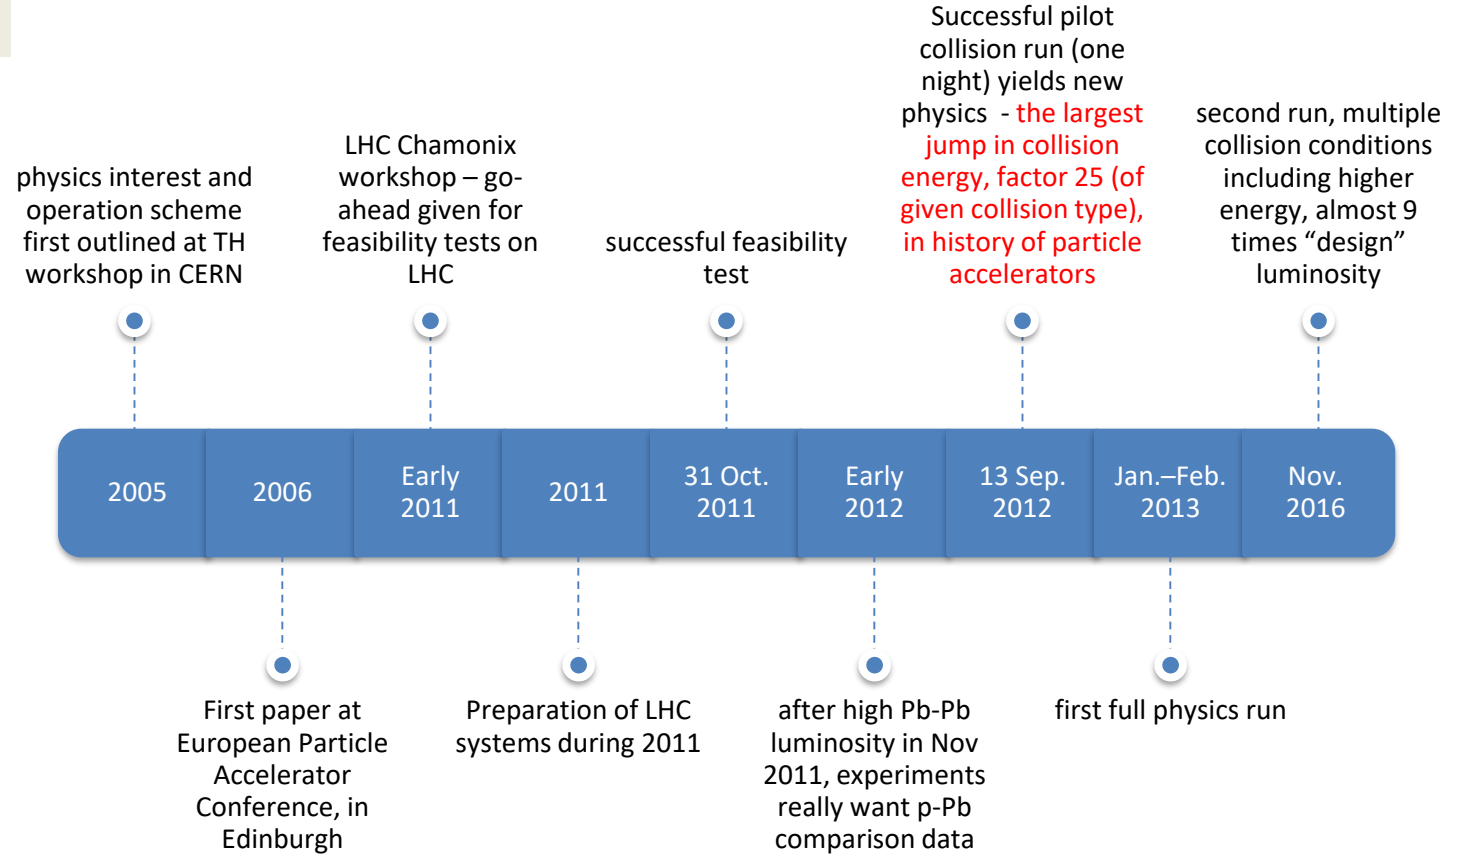 physics interest and
operation scheme
first outlined at TH
workshop in CERN
LHC Chamonix
workshop – go-
ahead given for
feasibility tests on
LHC
successful feasibility
test
Successful pilot
collision run (one
night) yields new
physics  - the largest
jump in collision
energy, factor 25 (of
given collision type),
in history of particle
accelerators
second run, multiple
collision conditions
including higher
energy, almost 9
times “design”
luminosity
2005
2006
Early
2011
2011
31 Oct.
2011
Early
2012
13 Sep.
2012
Jan.–Feb.
2013
Nov.
2016
First paper at
European Particle
Accelerator
Conference, in
Edinburgh
Preparation of LHC
systems during 2011
after high Pb-Pb
luminosity in Nov
2011, experiments
really want p-Pb
comparison data
first full physics run